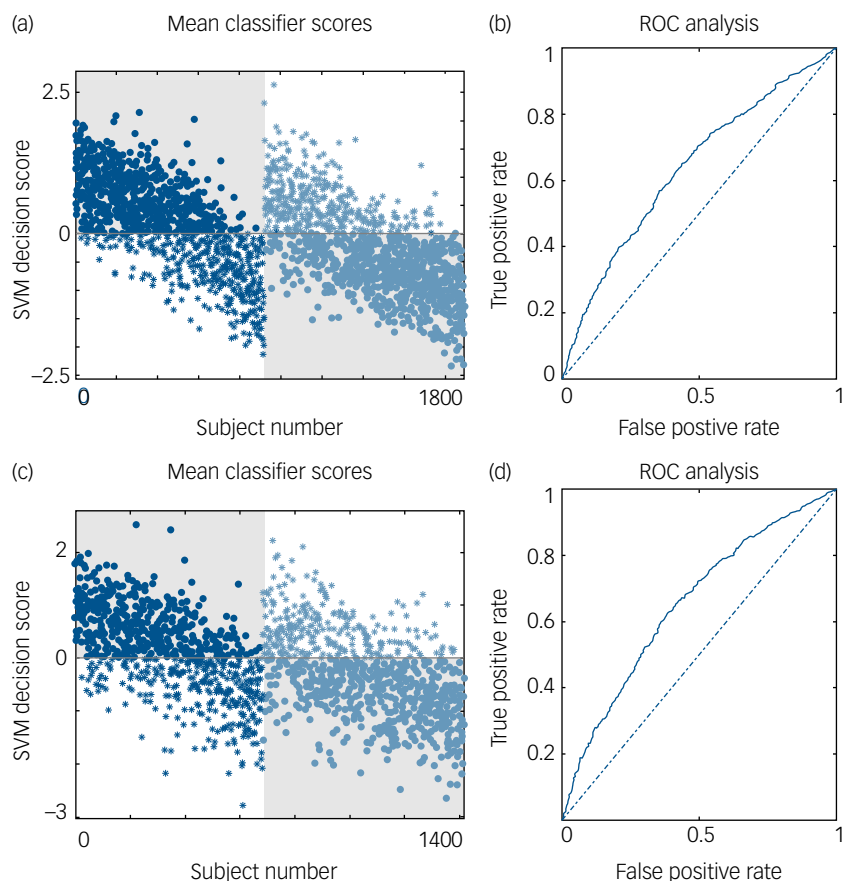 (a)
Mean classifier scores
2.5
0
–2.5
SVM decision score
0
1800
Subject number
(b)
ROC analysis
1
0.8
0.6
0.4
0.2
0
True positive rate
0
0.5
1
False postive rate
(c)
Mean classifier scores
2
0
–3
SVM decision score
0
1400
Subject number
(d)
ROC analysis
1
0.8
0.6
0.4
0.2
True positive rate
0
0.5
1
False positive rate